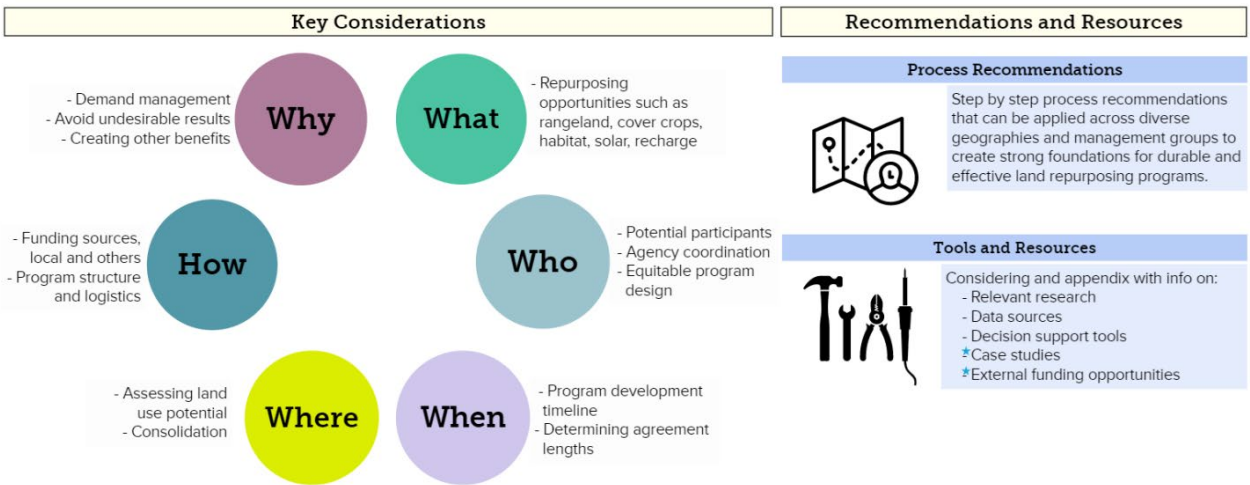 Key Considerations
- Demand management
- Avoid undesirable results
- Creating other benefits
Why
What
- Repurposing
opportunities such as
rangeland, cover crops,
habitat, solar, recharge
- Funding sources,
local and others
- Program structure
and logistics
How
Who
- Potential participants
- Agency coordination
- Equitable program
design
- Assessing land
use potential
- Consolidation
Where
When
- Program development
timeline
- Determining agreement
lengths
Recommendations and Resources
Process Recommendations
Step by step process recommendations
that can be applied across diverse
geographies and management groups to
create strong foundations for durable and
effective land repurposing programs.
Tools and Resources
Considering and appendix with info on:
- Relevant research
- Data sources
- Decision support tools
- Case studies
- External funding opportunities